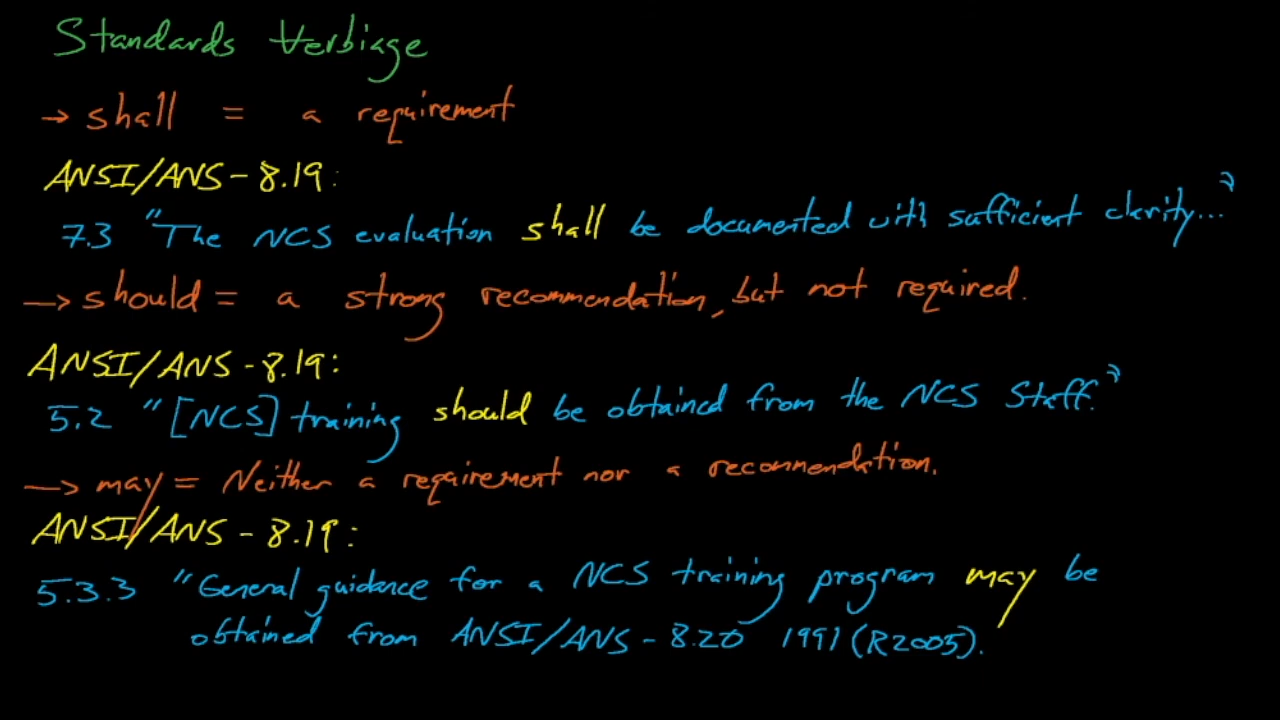 Standards Verbiage
→ shall = a requirement
ANSI/ANS - 8.19:
7.3 "The NCS evaluation shall be documented with sufficient clarity..."
→ should = a strong recommendation, but not required.
ANSI/ANS - 8.19:
5.2 "[NCS] training should be obtained from the NCS Staff."
→ may = Neither a requirement nor a recommendation.
ANSI/ANS - 8.19:
5.3.3 "General guidance for a NCS training program may be
obtained from ANSI/ANS - 8.20 1991 (R2005).